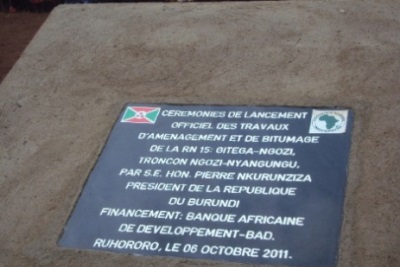 CÉREMONIES DE LANCEMENT
OFFICIEL DES TRAVAUX
D'AMENAGEMENT ET DE BITUMAGE
DE LA RN 15: GITEGA-NGOZI,
TRONCON NGOZI-NYANGUNGU,
PAR S.E. HON. PIERRE NKURUNZIZA
PRESIDENT DE LA REPUBLIQUE
DU BURUNDI
FINANCEMENT: BANQUE AFRICAINE
DE DEVELOPPEMENT-BAD.
RUHORORO, LE 06 OCTOBRE 2011.